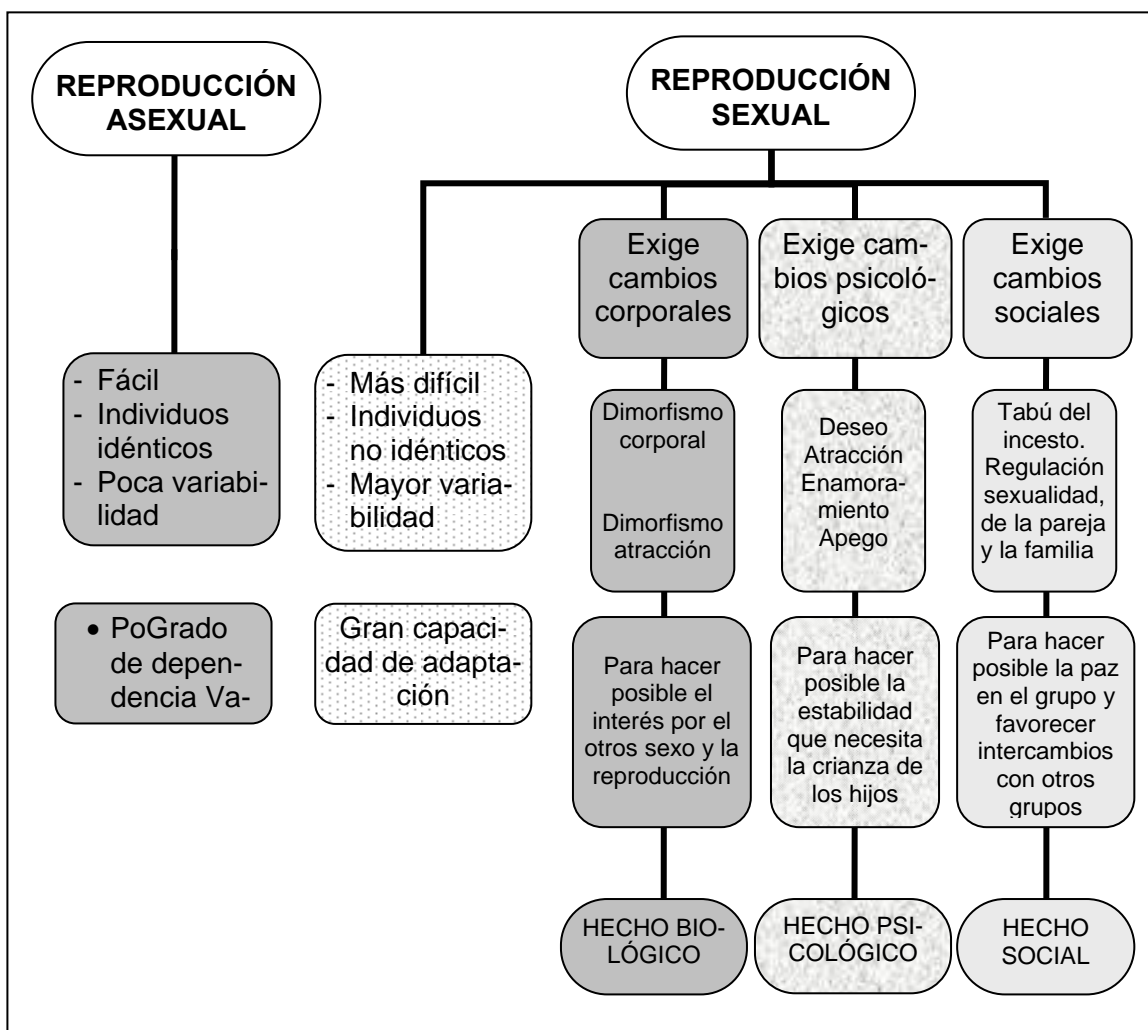 REPRODUCCIÓN
ASEXUAL
- Fácil
- Individuos
idénticos
- Poca variabi-
lidad
• PoGrado
de depen-
dencia Va-
REPRODUCCIÓN
SEXUAL
- Más difícil
- Individuos
no idénticos
- Mayor varia-
bilidad
Gran capaci-
dad de adapta-
ción
Exige
cambios
corporales
Dimorfismo
corporal
Dimorfismo
atracción
Para hacer
posible el
interés por el
otros sexo y la
reproducción
HECHO BIO-
LÓGICO
Exige cam-
bios psicoló-
gicos
Deseo
Atracción
Enamora-
miento
Apego
Para hacer
posible la
estabilidad
que necesita
la crianza de
los hijos
HECHO PSI-
COLÓGICO
Exige
cambios
sociales
Tabú del
incesto.
Regulación
sexualidad,
de la pareja
y la familia
Para hacer
posible la paz
en el grupo y
favorecer
intercambios
con otros
grupos
HECHO
SOCIAL